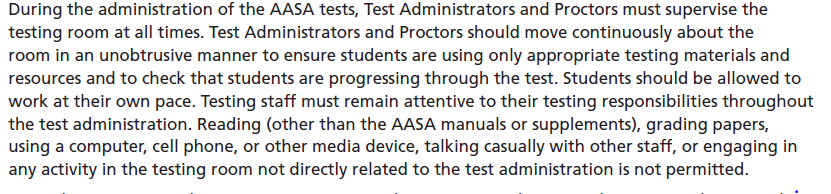 During the administration of the AASA tests, Test Administrators and Proctors must supervise the
testing room at all times. Test Administrators and Proctors should move continuously about the
room in an unobtrusive manner to ensure students are using only appropriate testing materials and
resources and to check that students are progressing through the test. Students should be allowed to
work at their own pace. Testing staff must remain attentive to their testing responsibilities throughout
the test administration. Reading (other than the AASA manuals or supplements), grading papers,
using a computer, cell phone, or other media device, talking casually with other staff, or engaging in
any activity in the testing room not directly related to the test administration is not permitted.